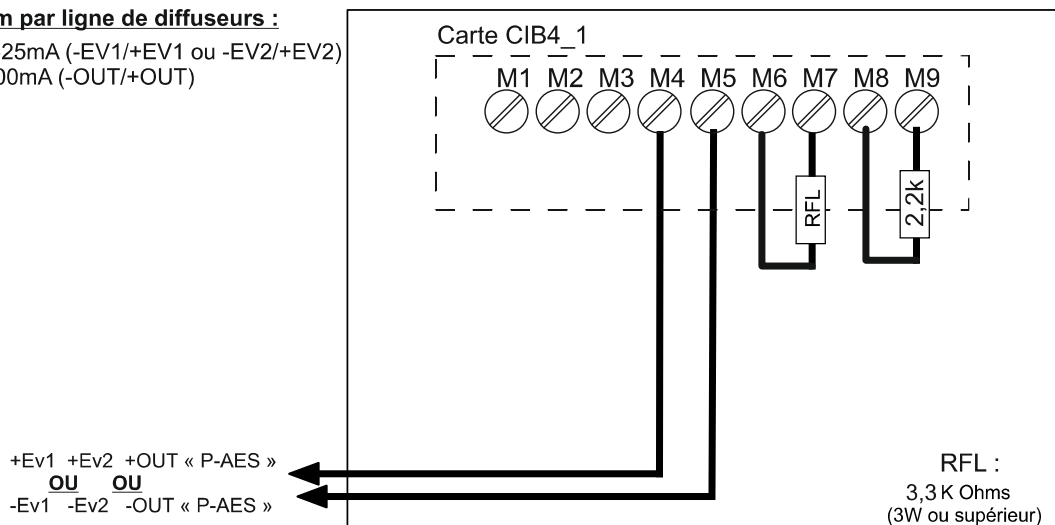 par ligne de diffuseurs :
(-EV1/+EV1 ou -EV2/+EV2)
(-OUT/+OUT)
Carte CIB4_1
M1 M2 M3 M4 M5 M6 M7 M8 M9
RFL
2,2k
+Ev1 +Ev2 +OUT « P-AES »
OU OU
-Ev1 -Ev2 -OUT « P-AES »
RFL :
3,3 K Ohms
(3W ou supérieur)